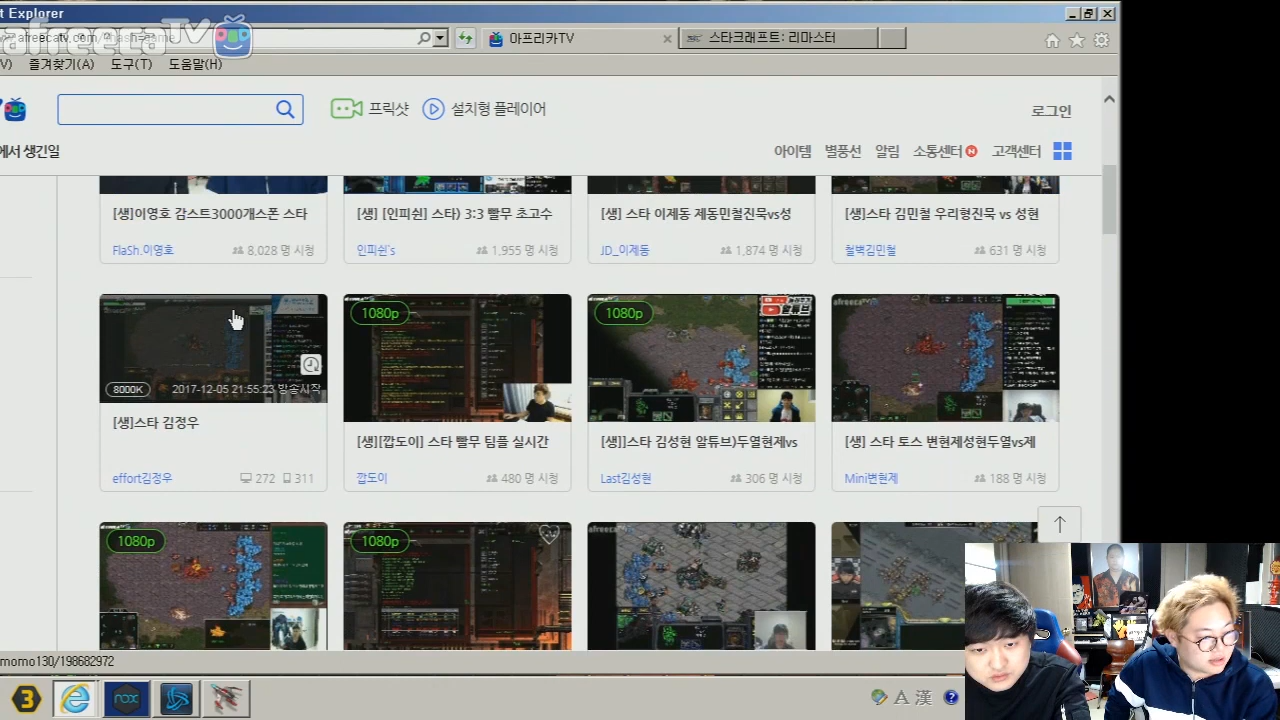 t Explorer
afreecaTV
아프리카TV
스타크래프트: 리마스터
V) 즐겨찾기(A) 도구(T) 도움말(H)
프릭샷 설치형 플레이어
로그인
에서 생긴일
아이템 별풍선 알림 소통센터 N 고객센터
[생]이영호 감스트3000개스폰 스타
FlaSh.이영호 8,028 명 시청
[생] [인피쉰] 스타) 3:3 빨무 초고수
인피쉰's 1,955 명 시청
[생] 스타 이제동 제동민철진묵vs성
JD_이제동 1,874 명 시청
[생]스타 김민철 우리형진묵 vs 성현
철벽김민철 631 명 시청
8000K 2017-12-05 21:55:23 방송시작
[생]스타 김정우
effort김정우 272 311
1080p
[생][깝도이] 스타 빨무 팀플 실시간
깝도이 480 명 시청
1080p
[생]]스타 김성현 알튜브)두열현제vs
Last김성현 306 명 시청
[생] 스타 토스 변현제성현두열vs제
Mini변현제 188 명 시청
1080p
1080p
momo130/198682972
3
nox
A 漢 ?